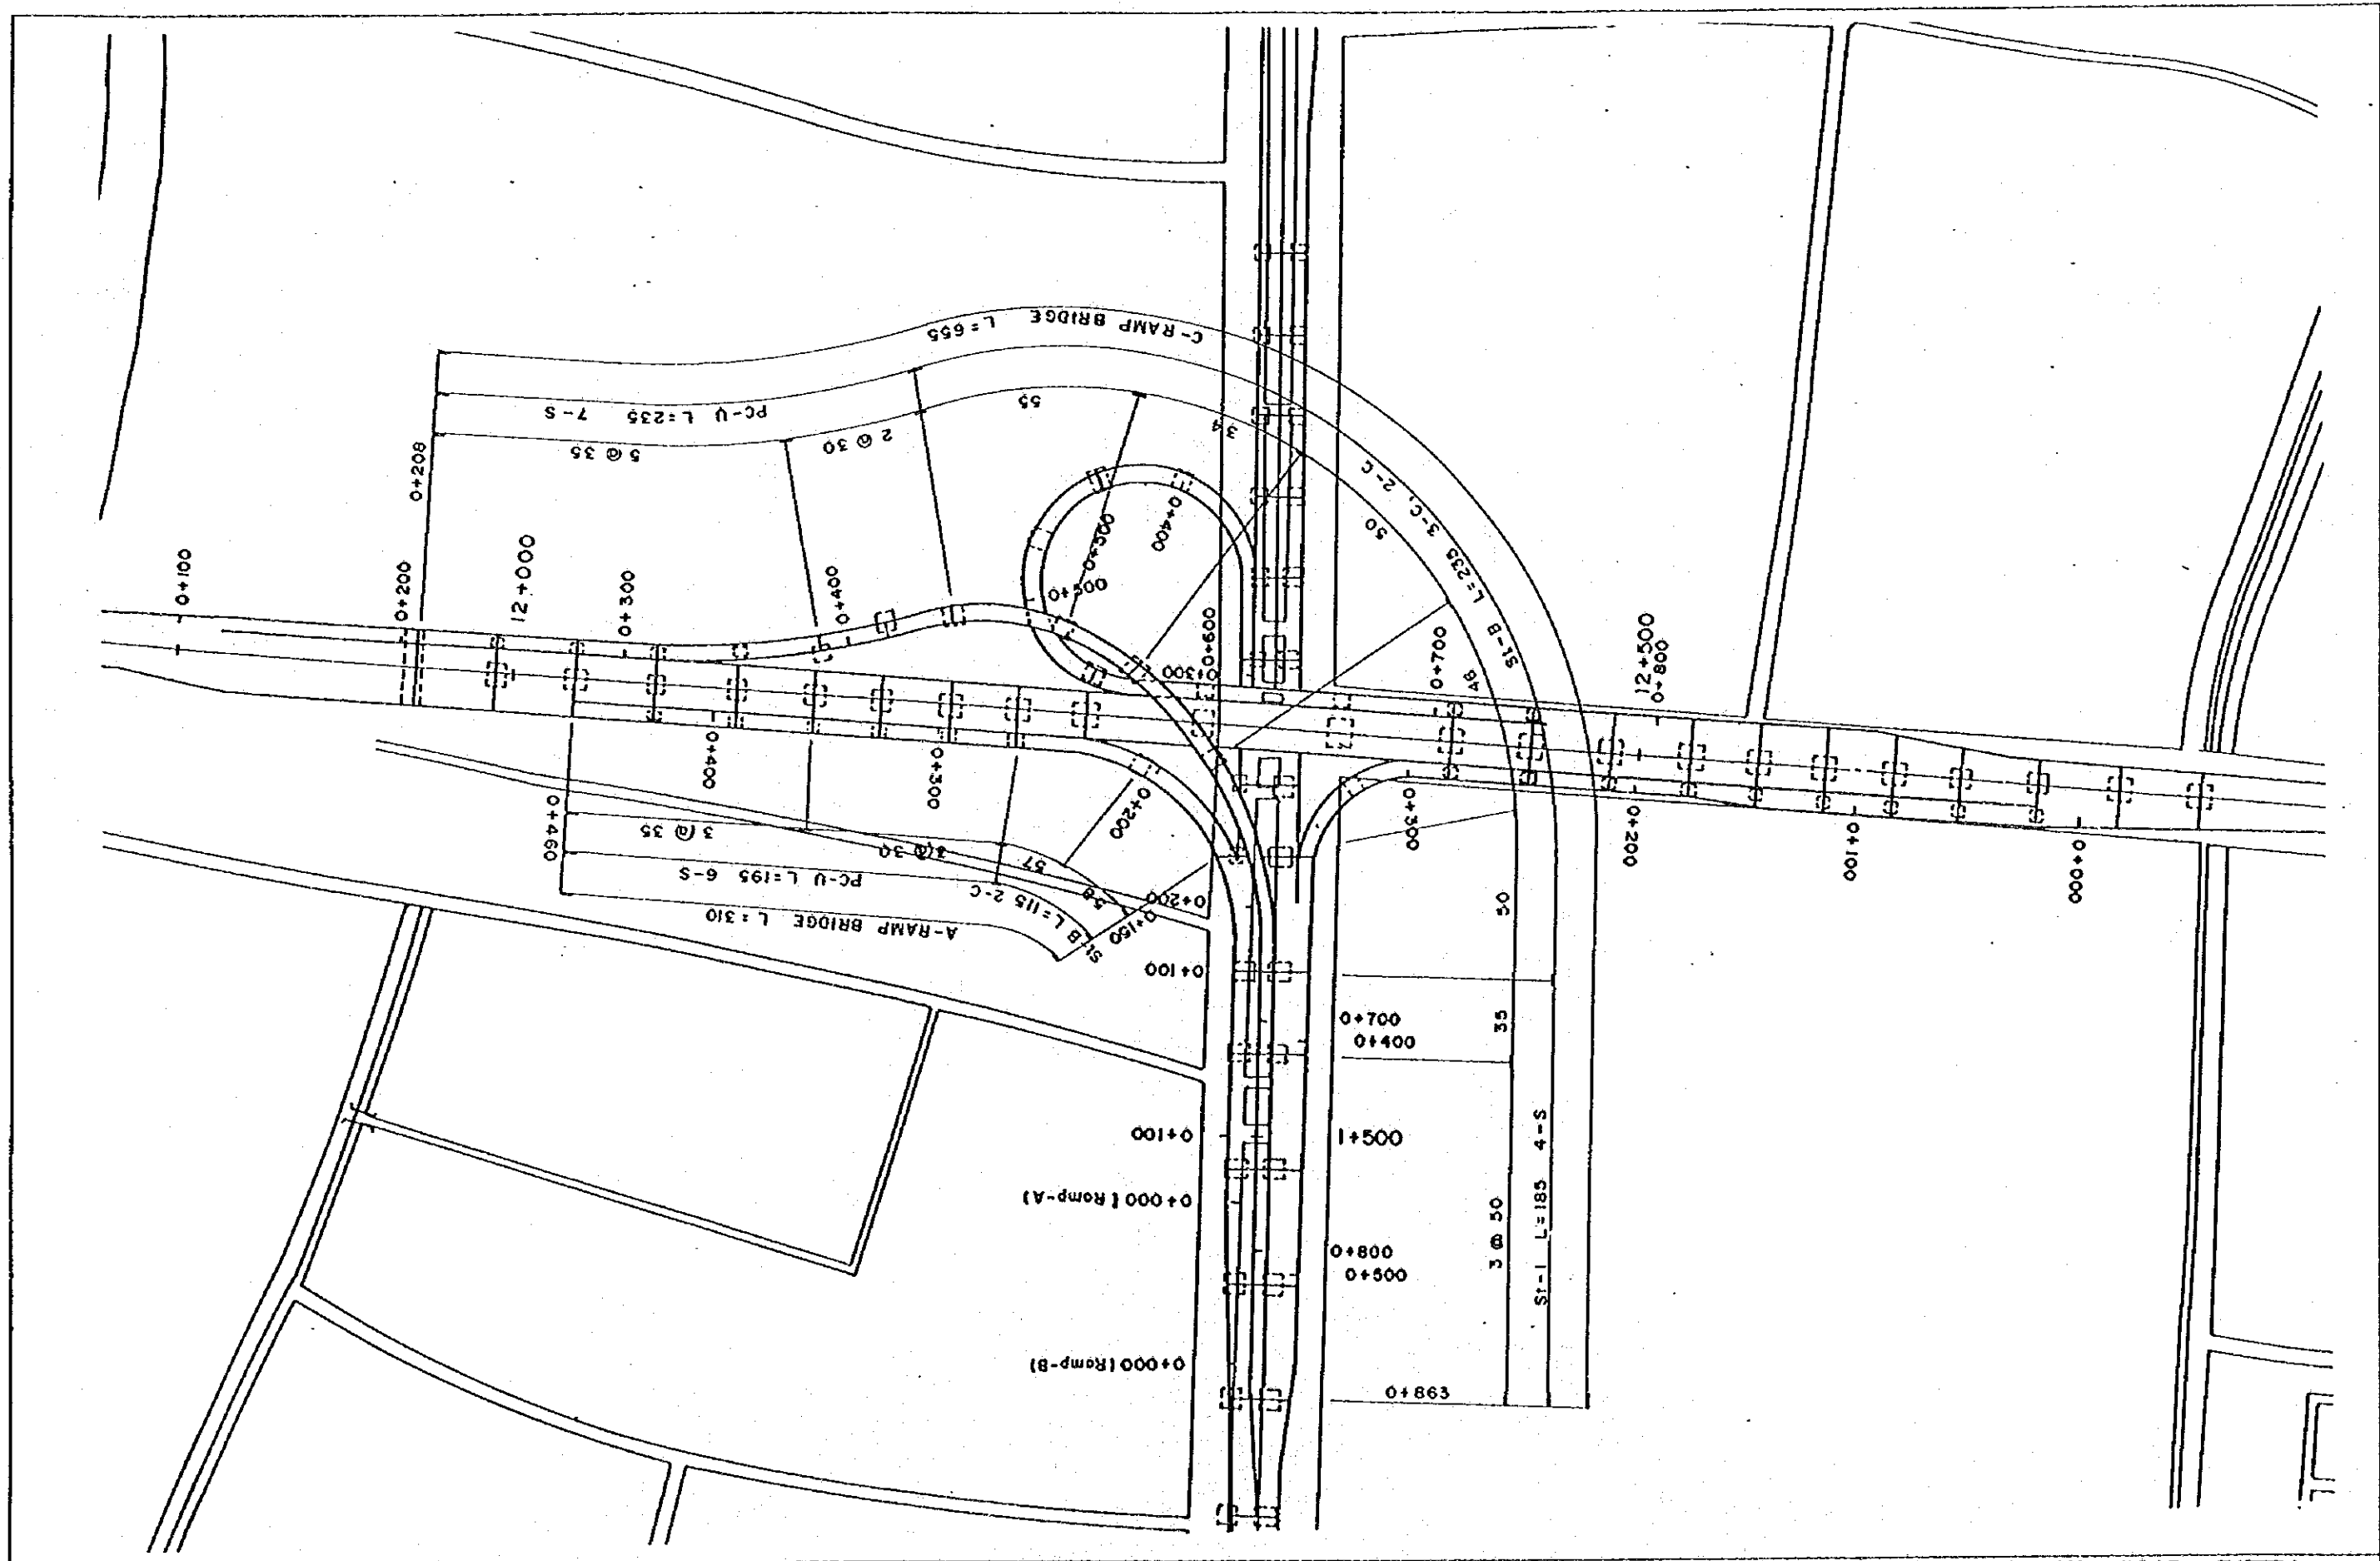 C-RAMP BRIDGE L=655
PC-U L=235 7-S
5 @ 35
2 @ 30
55
34
50
St-B L=235 3-C, 2-C
48
0+208
0+100
0+200
12+000
0+300
0+400
0+500
0+400
0+500
0+300
0+600
0+700
12+500
0+800
0+400
0+300
0+200
0+460
3 @ 35
3 @ 30
57
58
PC-U L=195 6-S
St-B L=115 2-C
A-RAMP BRIDGE L=310
0+150
0+200
0+100
0+300
0+200
0+100
0+000
50
35
0+700
0+400
0+100
1+500
0+000 (Ramp-A)
3 @ 50
St-I L=185 4-S
0+800
0+500
0+000 (Ramp-B)
0+863